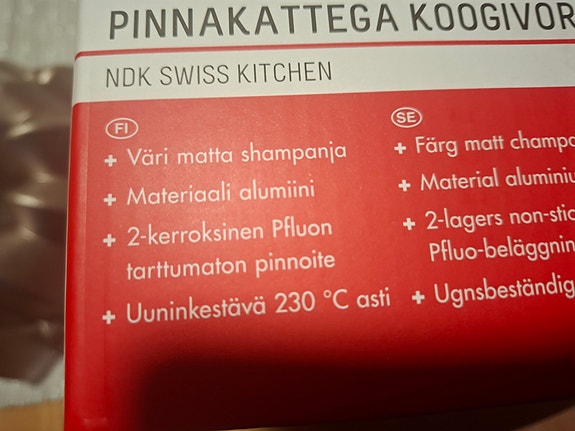 PINNAKATTEGA KOOGIVOR
NDK SWISS KITCHEN
FI
+ Väri matta shampanja
+ Materiaali alumiini
+ 2-kerroksinen Pfluon
tarttumaton pinnoite
+ Uuninkestävä 230 °C asti
SE
+ Färg matt champa
+ Material aluminiu
+ 2-lagers non-stic
Pfluo-beläggnin
+ Ugnsbeständig